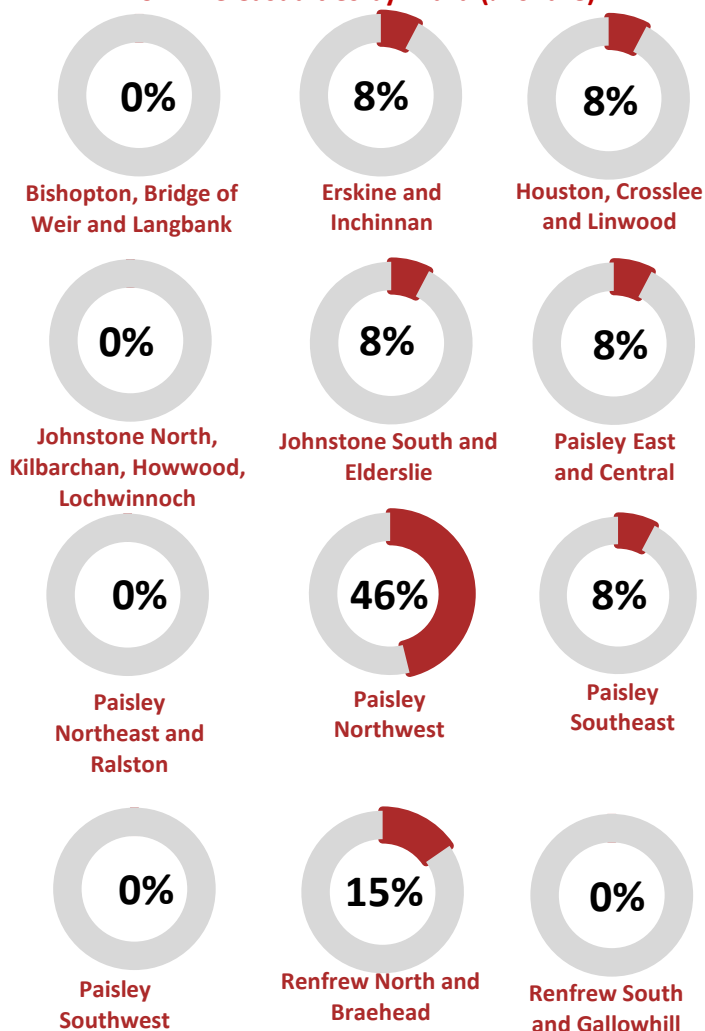 0%
8%
8%
Bishopton, Bridge of
Weir and Langbank
Erskine and
Inchinnan
Houston, Crosslee
and Linwood
0%
8%
8%
Johnstone North,
Kilbarchan, Howwood,
Lochwinnoch
Johnstone South and
Elderslie
Paisley East
and Central
0%
46%
8%
Paisley
Northeast and
Ralston
Paisley
Northwest
Paisley
Southeast
0%
15%
0%
Paisley
Southwest
Renfrew North and
Braehead
Renfrew South
and Gallowhill